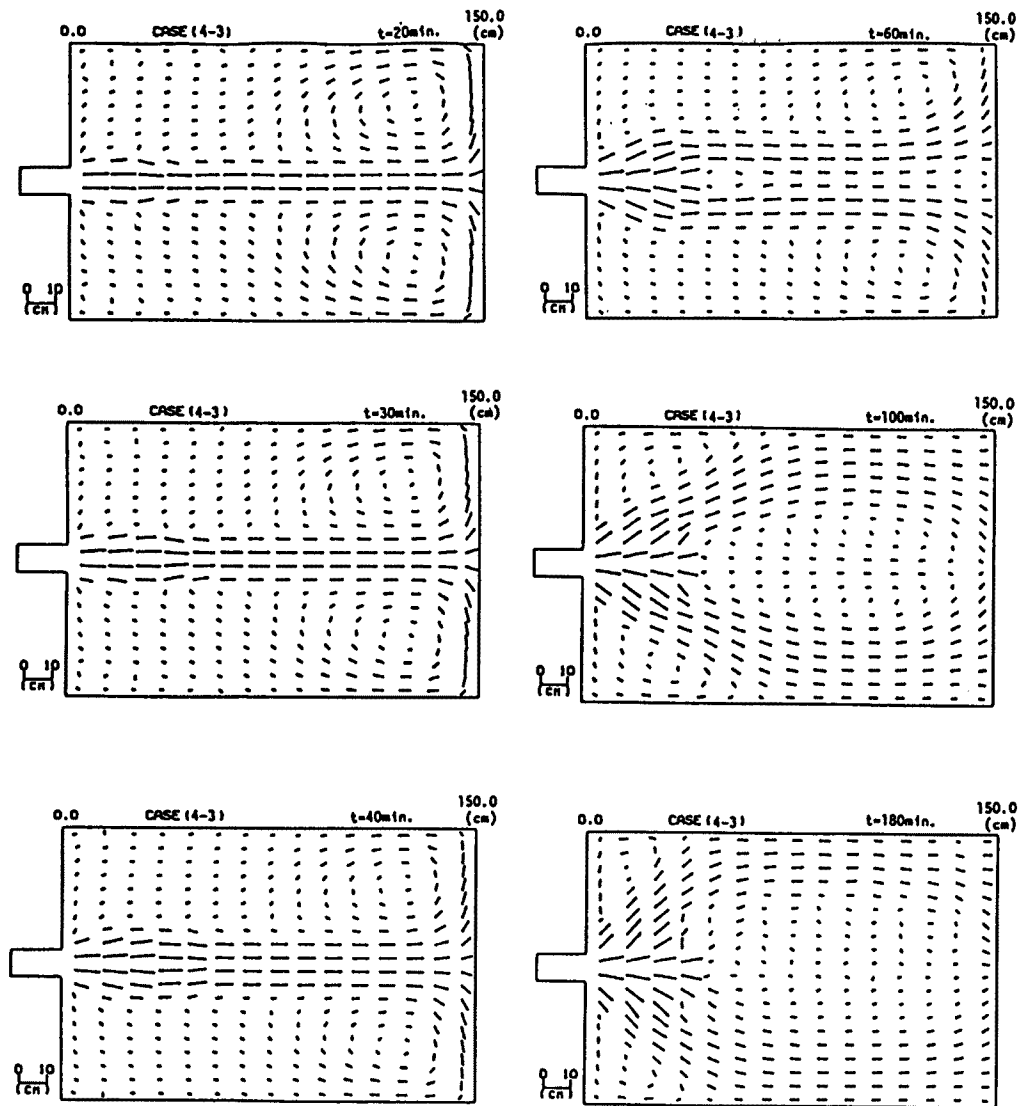 0.0 CASE(4-3) t=20min. 150.0
(cm)
0 10
(CM)
0.0 CASE(4-3) t=60min. 150.0
(cm)
0 10
(CM)
0.0 CASE(4-3) t=30min. 150.0
(cm)
0 10
(CM)
0.0 CASE(4-3) t=100min. 150.0
(cm)
0 10
(CM)
0.0 CASE(4-3) t=40min. 150.0
(cm)
0 10
(CM)
0.0 CASE(4-3) t=180min. 150.0
(cm)
0 10
(CM)